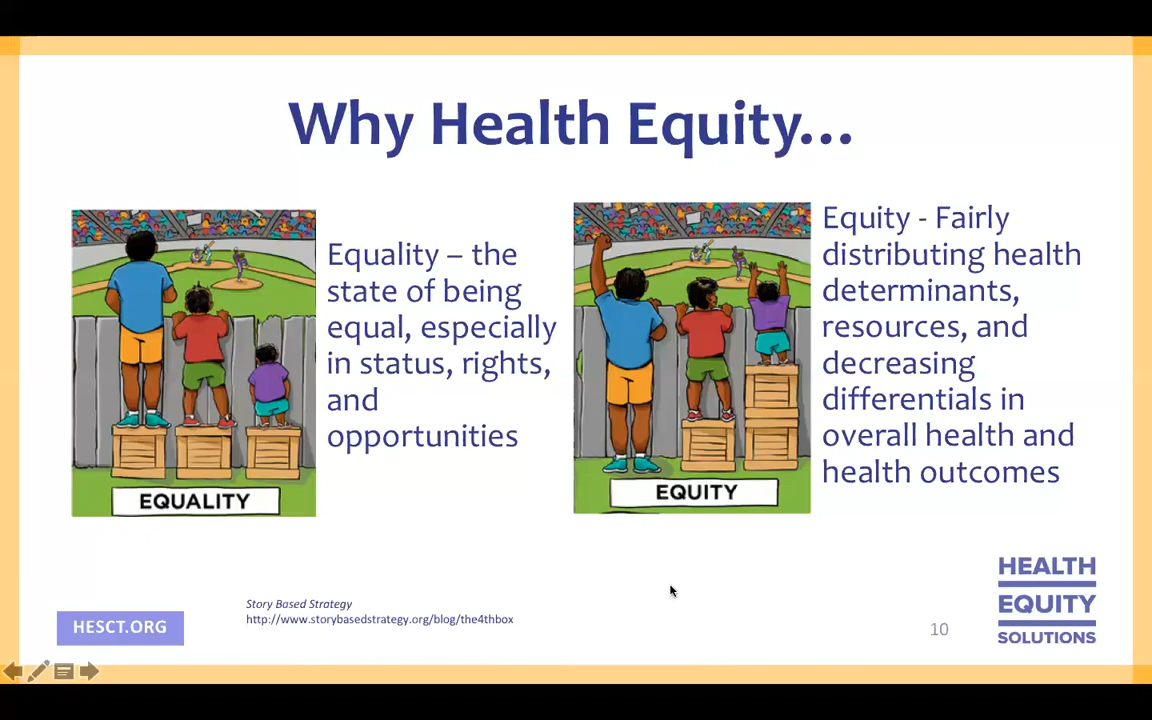 Why Health Equity...
Equality – the
state of being
equal, especially
in status, rights,
and
opportunities
EQUALITY
Equity - Fairly
distributing health
determinants,
resources, and
decreasing
differentials in
overall health and
health outcomes
EQUITY
Story Based Strategy
http://www.storybasedstrategy.org/blog/the4thbox
HESCT.ORG
10
HEALTH
EQUITY
SOLUTIONS